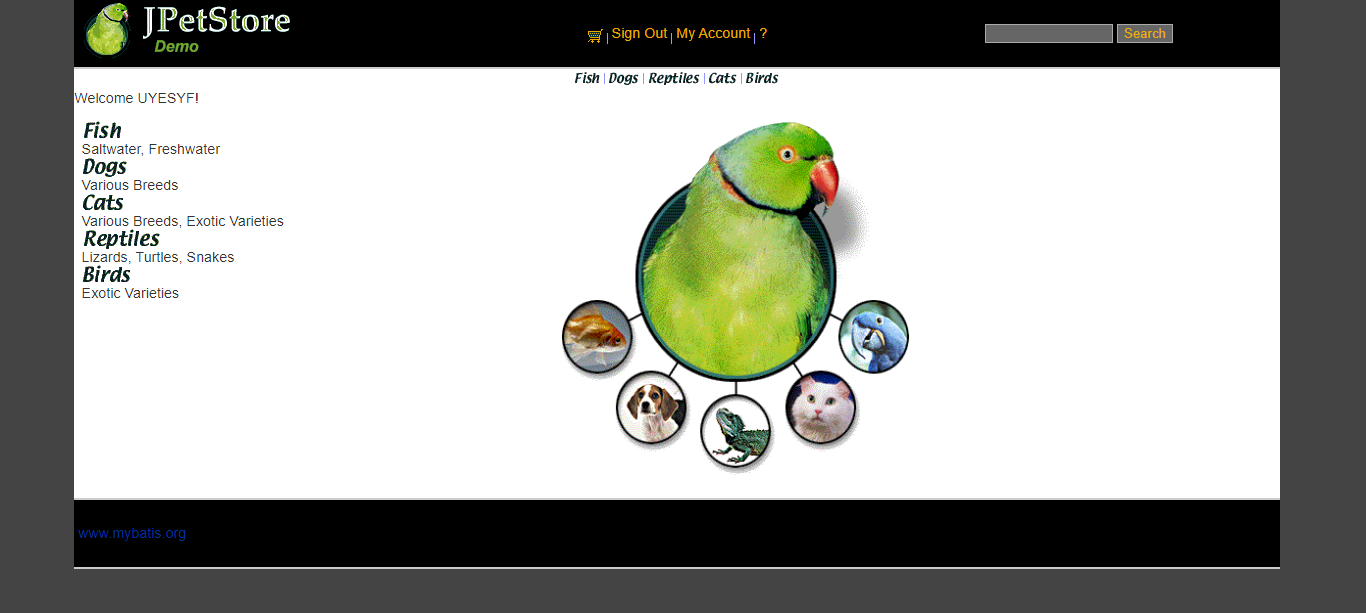 JPetStore
Demo
Sign Out | My Account | ?
Search
Fish | Dogs | Reptiles | Cats | Birds
Welcome UYESYF!
Fish
Saltwater, Freshwater
Dogs
Various Breeds
Cats
Various Breeds, Exotic Varieties
Reptiles
Lizards, Turtles, Snakes
Birds
Exotic Varieties
www.mybatis.org